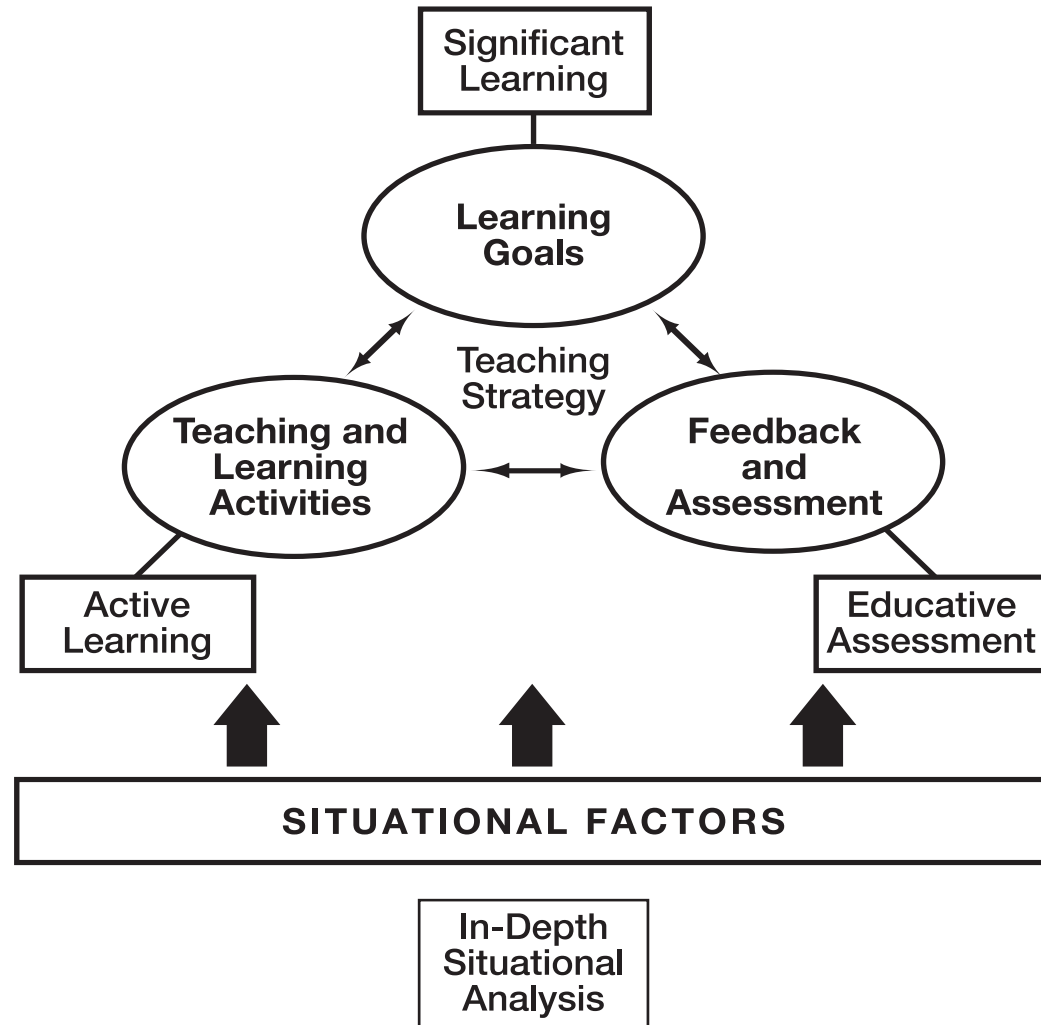 Significant
Learning
Learning
Goals
Teaching
Strategy
Teaching and
Learning
Activities
Feedback
and
Assessment
Active
Learning
Educative
Assessment
SITUATIONAL FACTORS
In-Depth
Situational
Analysis